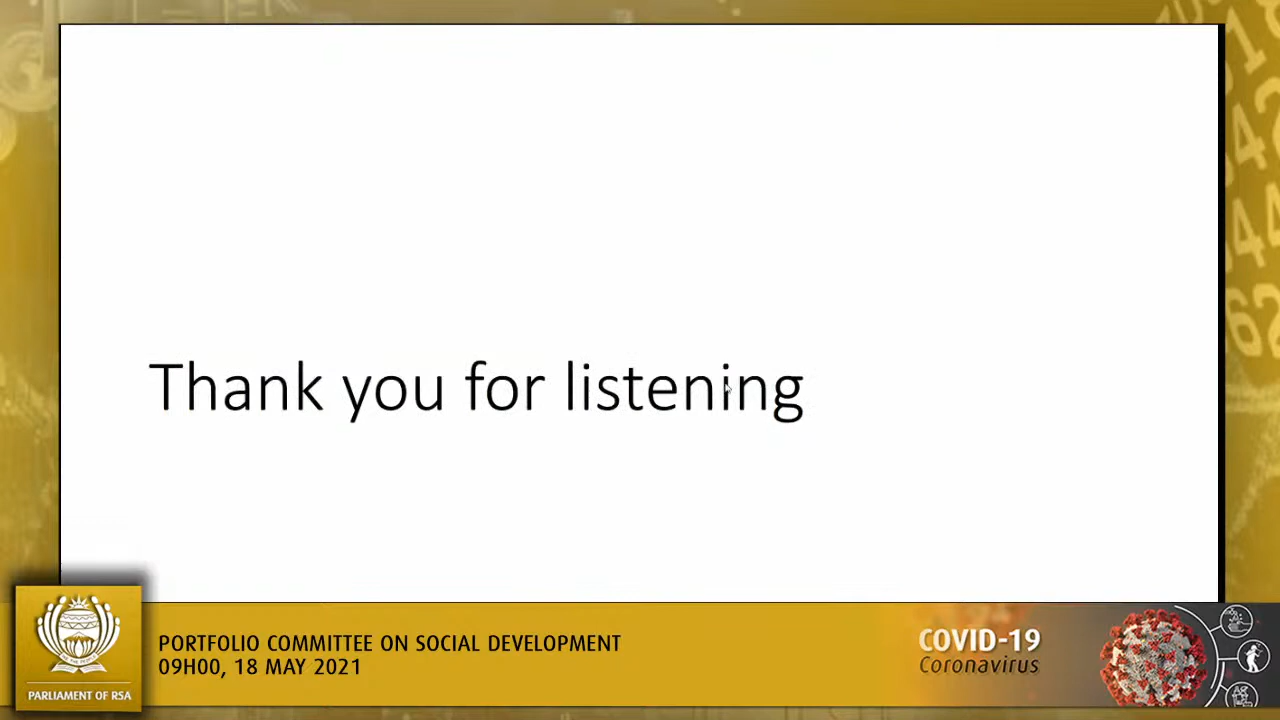 Thank you for listening
PORTFOLIO COMMITTEE ON SOCIAL DEVELOPMENT
09H00, 18 MAY 2021
PARLIAMENT OF RSA
COVID-19
Coronavirus